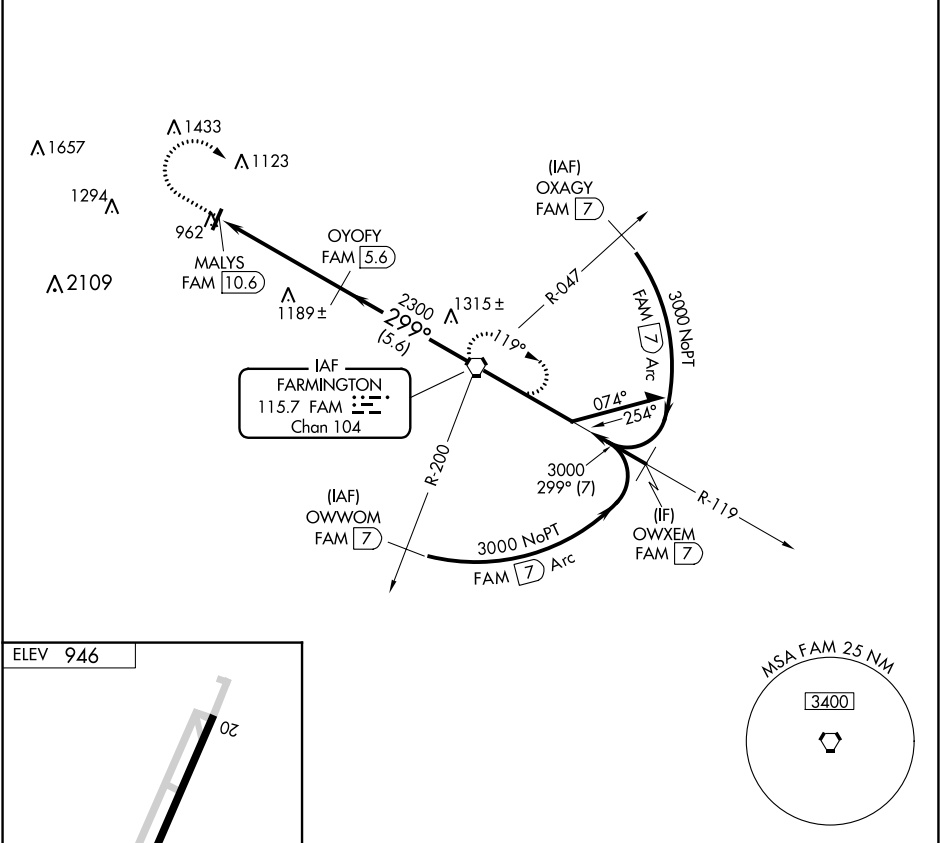 1433
1657
1123
1294
962
MALYS
FAM 10.6
OYOFY
FAM 5.6
2109
1189 ±
2300
299°
(5.6)
1315 ±
119°
(IAF)
OXAGY
FAM 7
R-047
3000 NoPT
FAM 7 Arc
IAF
FARMINGTON
115.7 FAM
Chan 104
074°
254°
R-200
3000
299° (7)
R-119
(IAF)
OWWOM
FAM 7
3000 NoPT
FAM 7 Arc
(IF)
OWXEM
FAM 7
ELEV 946
20
MSA FAM 25 NM
3400